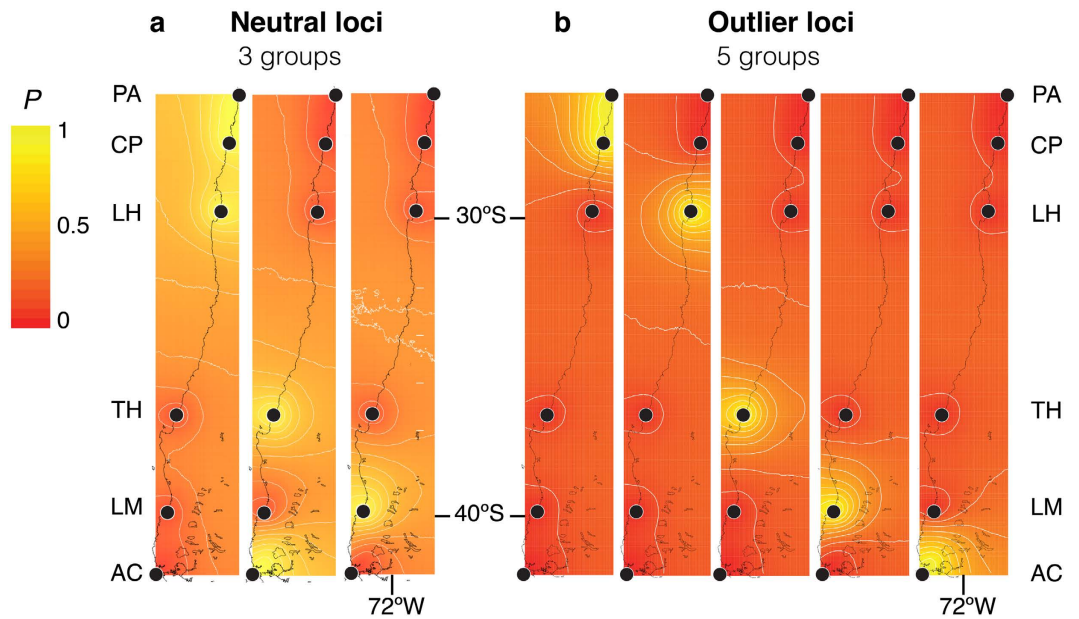 a Neutral loci
3 groups
b Outlier loci
5 groups
P
1
0.5
0
PA
CP
LH
TH
LM
AC
30ºS
40ºS
72ºW
72ºW
PA
CP
LH
TH
LM
AC